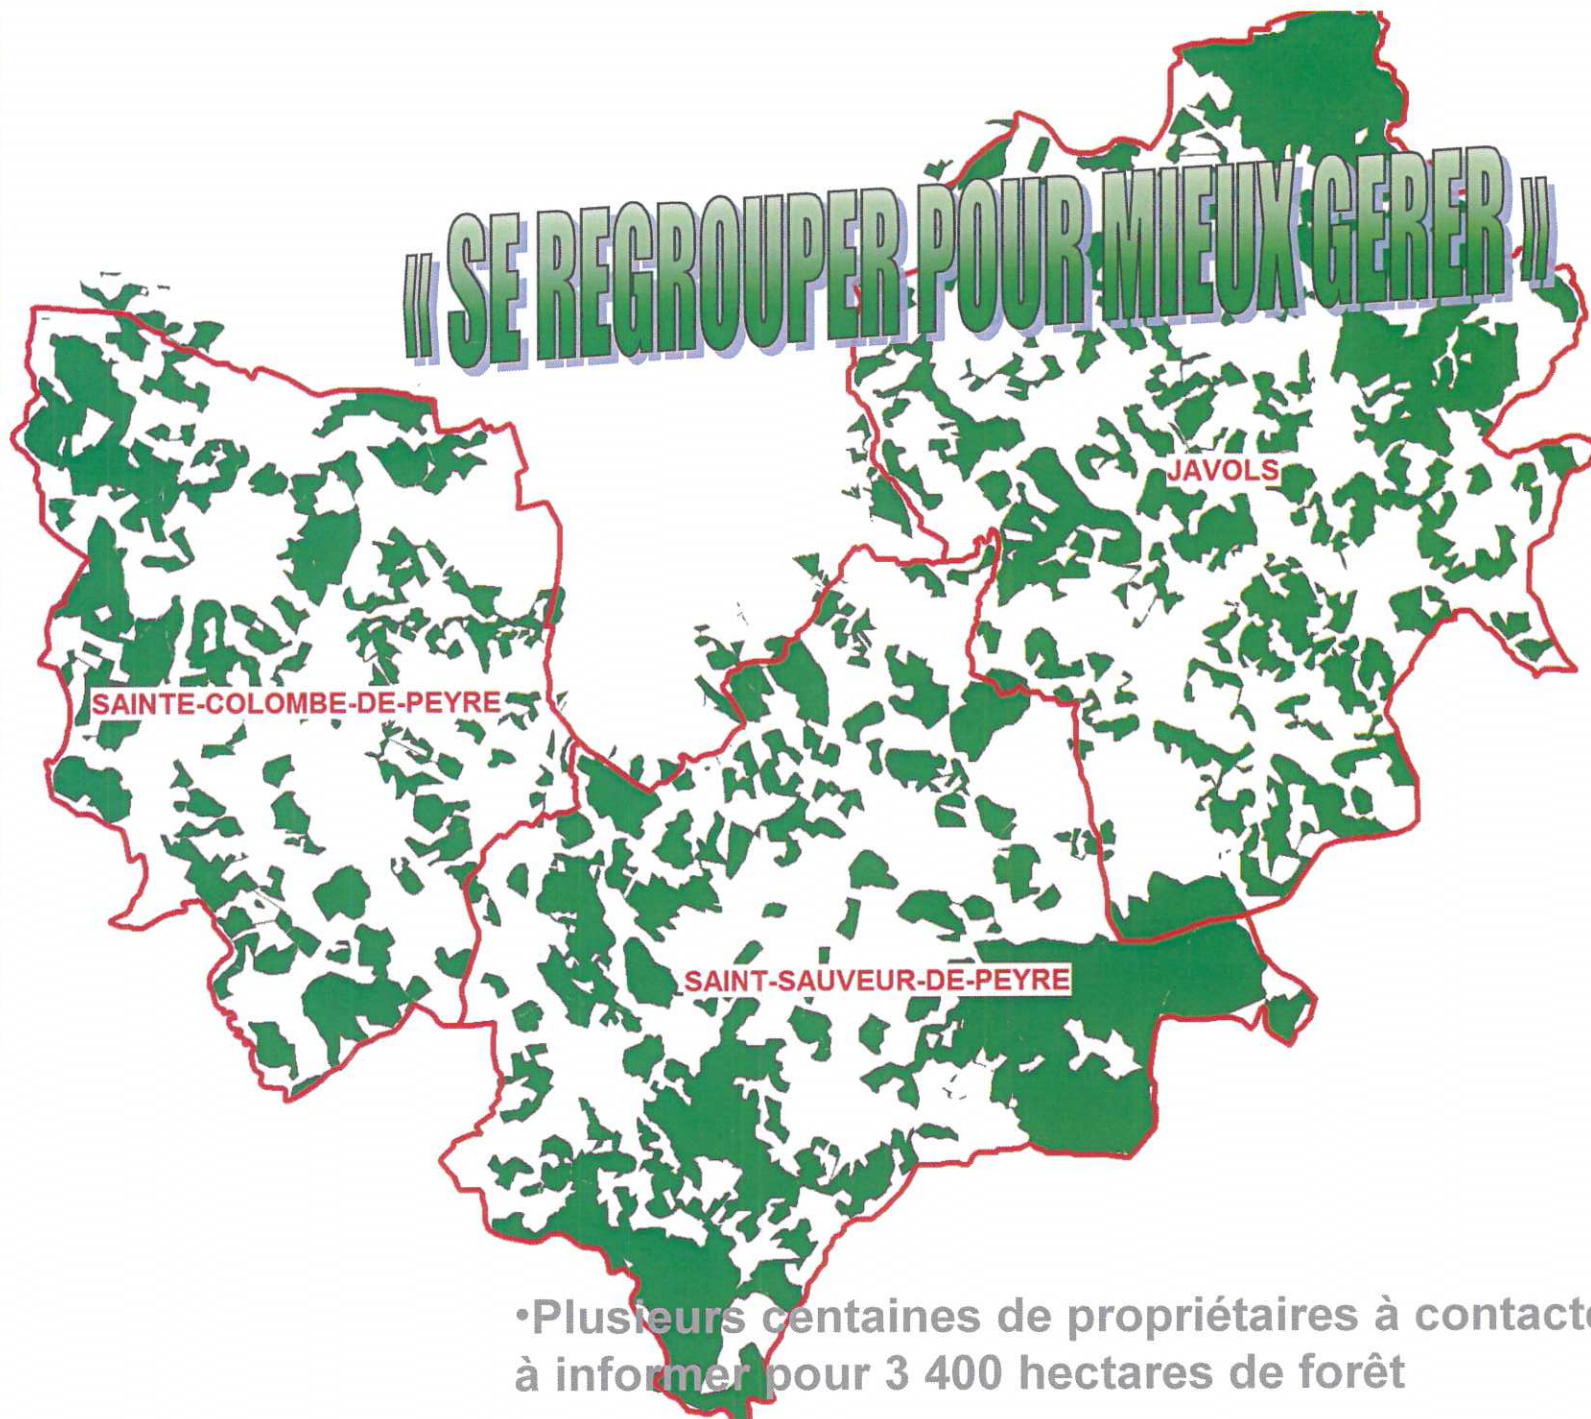 « SE REGROUPER POUR MIEUX GERER »
JAVOLS
SAINTE-COLOMBE-DE-PEYRE
SAINT-SAUVEUR-DE-PEYRE
•Plusieurs centaines de propriétaires à
à informer pour 3 400 hectares de forêt